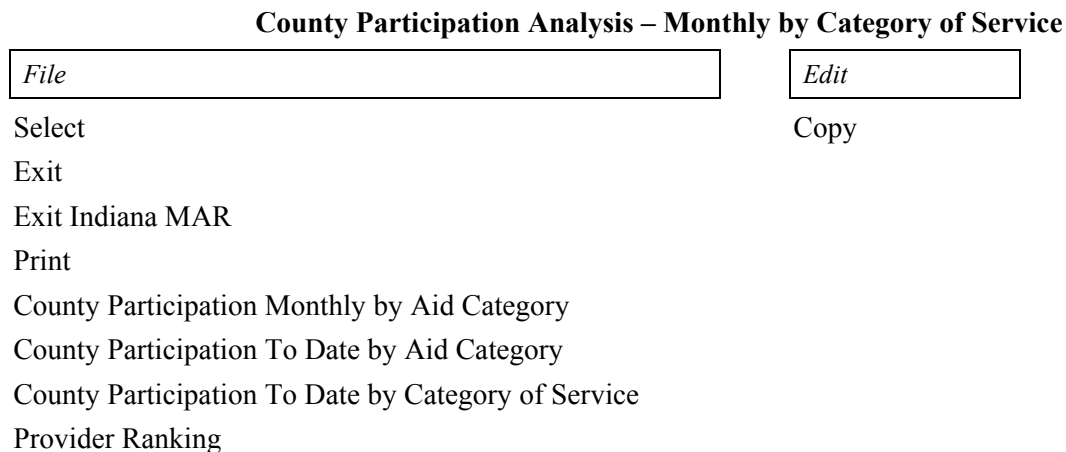 County Participation Analysis – Monthly by Category of Service
File
Edit
Select
Copy
Exit
Exit Indiana MAR
Print
County Participation Monthly by Aid Category
County Participation To Date by Aid Category
County Participation To Date by Category of Service
Provider Ranking